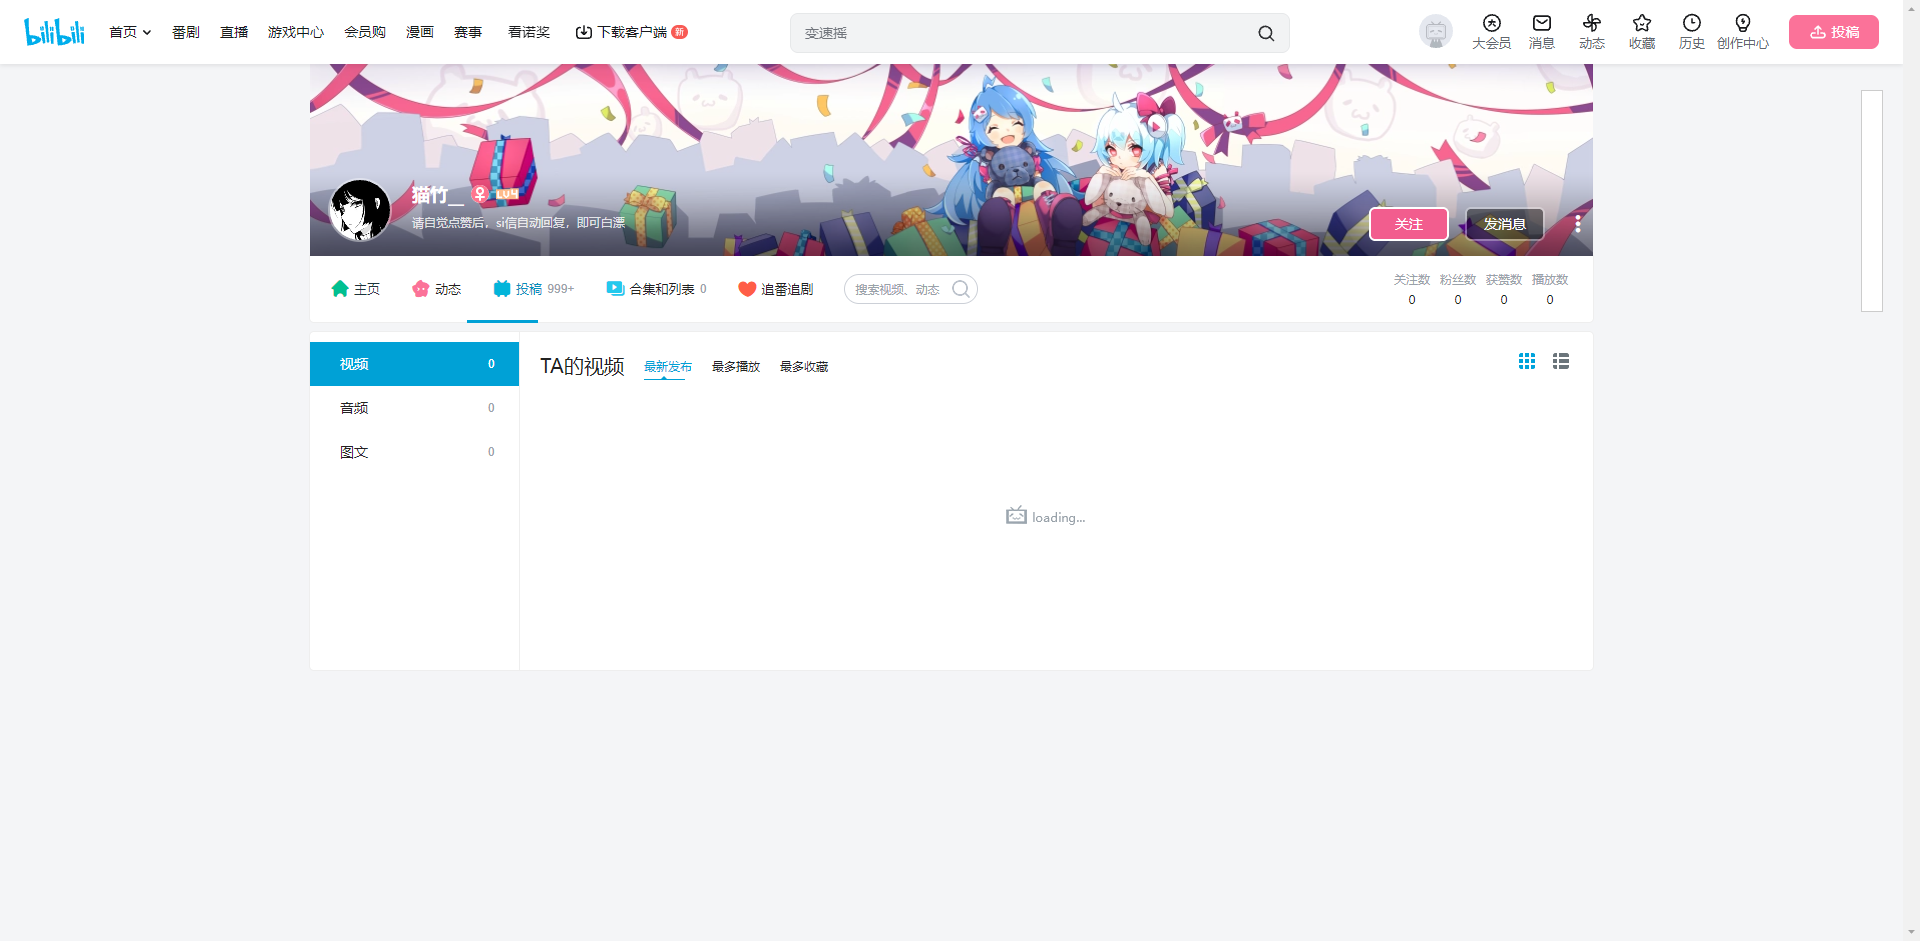 bilibili 首页 番剧 直播 游戏中心 会员购 漫画 赛事 看诺奖 下载客户端 新
变速摇
大会员 消息 动态 收藏 历史 创作中心 投稿
猫竹__ LV4
请自觉点赞后，si信自动回复，即可白漂
关注 发消息
主页 动态 投稿 999+ 合集和列表 0 追番追剧 搜索视频、动态
关注数 粉丝数 获赞数 播放数
0 0 0 0
视频 0
音频 0
图文 0
TA的视频 最新发布 最多播放 最多收藏
loading...